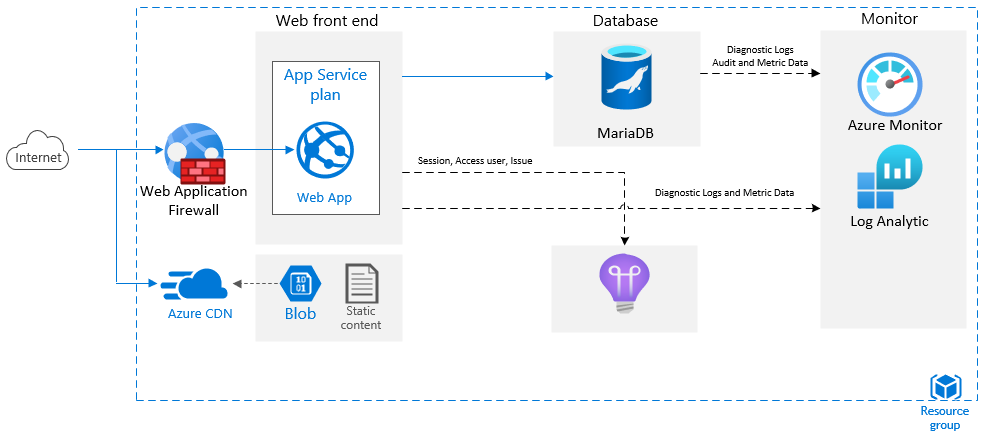 Web front end
Database
Monitor
App Service
plan
Diagnostic Logs
Audit and Metric Data
MariaDB
Azure Monitor
Internet
Web Application
Firewall
Web App
Session, Access user, Issue
Diagnostic Logs and Metric Data
Log Analytic
Azure CDN
10
01
Blob
Static
content
Resource
group